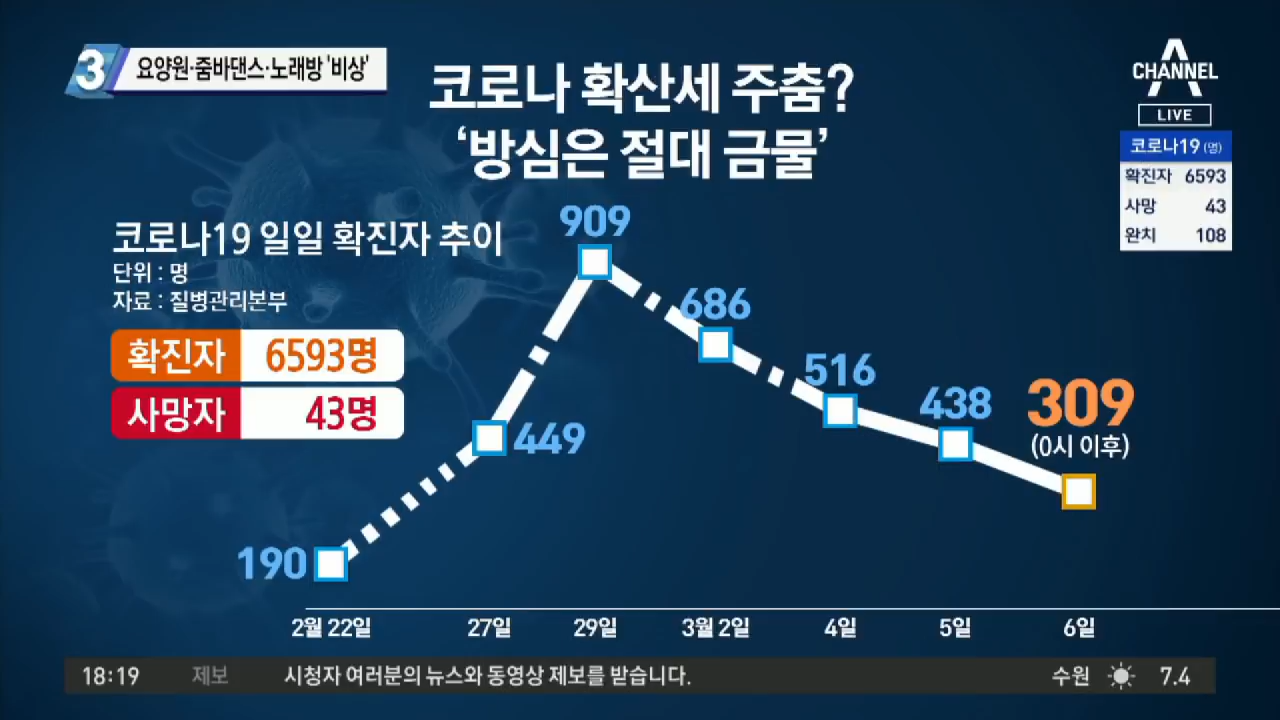 3 요양원·줌바댄스·노래방 '비상'
코로나 확산세 주춤?
'방심은 절대 금물'
CHANNEL A
LIVE
코로나19 (명)
확진자 6593
사망 43
완치 108
코로나19 일일 확진자 추이
단위 : 명
자료 : 질병관리본부
확진자 6593명
사망자 43명
190
449
909
686
516
438
309
(0시 이후)
2월 22일 27일 29일 3월 2일 4일 5일 6일
18:19 제보 시청자 여러분의 뉴스와 동영상 제보를 받습니다. 수원 7.4